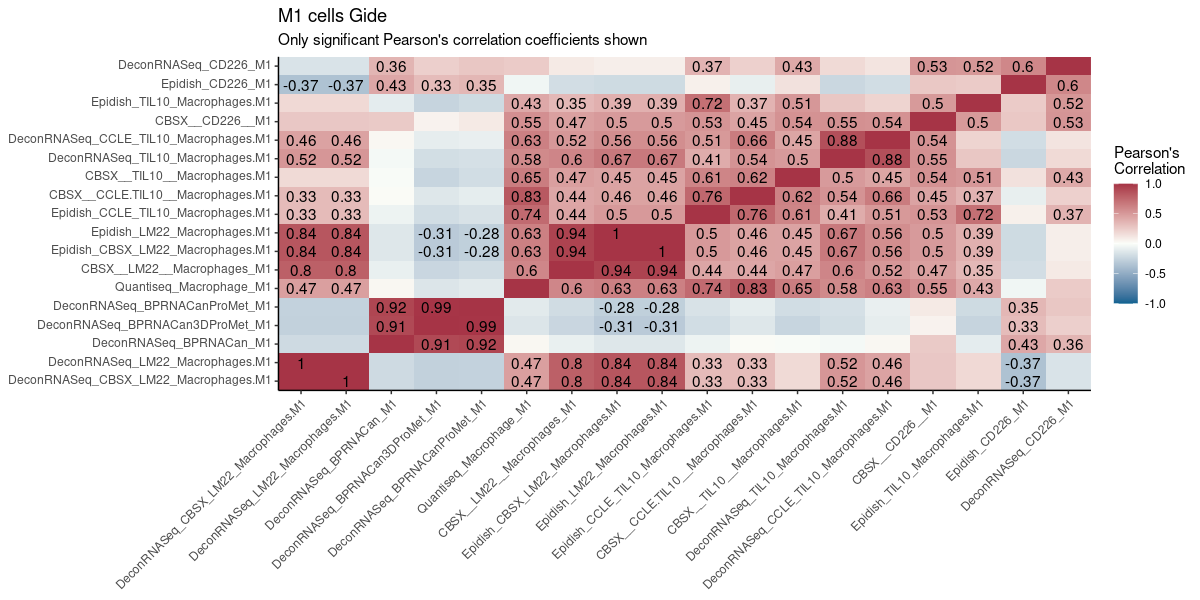 M1 cells Gide
Only significant Pearson's correlation coefficients shown
DeconRNASeq_CD226_M1 0.36 0.37 0.43 0.53 0.52 0.6
Epidish_CD226_M1 -0.37 -0.37 0.43 0.33 0.35 0.6
Epidish_TIL10_Macrophages.M1 0.43 0.35 0.39 0.39 0.72 0.37 0.51 0.5 0.52
CBSX__CD226__M1 0.55 0.47 0.5 0.5 0.53 0.45 0.54 0.55 0.54 0.5 0.53
DeconRNASeq_CCLE_TIL10_Macrophages.M1 0.46 0.46 0.63 0.52 0.56 0.56 0.51 0.66 0.45 0.88 0.54
DeconRNASeq_TIL10_Macrophages.M1 0.52 0.52 0.58 0.6 0.67 0.67 0.41 0.54 0.5 0.88 0.55
CBSX__TIL10__Macrophages.M1 0.65 0.47 0.45 0.45 0.61 0.62 0.5 0.45 0.54 0.51 0.43
CBSX__CCLE.TIL10__Macrophages.M1 0.33 0.33 0.83 0.44 0.46 0.46 0.76 0.62 0.54 0.66 0.45 0.37
Epidish_CCLE_TIL10_Macrophages.M1 0.33 0.33 0.74 0.44 0.5 0.5 0.76 0.61 0.41 0.51 0.53 0.72 0.37
Epidish_LM22_Macrophages.M1 0.84 0.84 -0.31 -0.28 0.63 0.94 1 0.5 0.46 0.45 0.67 0.56 0.5 0.39
Epidish_CBSX_LM22_Macrophages.M1 0.84 0.84 -0.31 -0.28 0.63 0.94 1 0.5 0.46 0.45 0.67 0.56 0.5 0.39
CBSX__LM22__Macrophages.M1 0.8 0.8 0.6 0.94 0.94 0.44 0.44 0.47 0.6 0.52 0.47 0.35
Quantiseq_Macrophage_M1 0.47 0.47 0.6 0.63 0.63 0.74 0.83 0.65 0.58 0.63 0.55 0.43
DeconRNASeq_BPRNACanProMet_M1 0.92 0.99 -0.28 -0.28 0.35
DeconRNASeq_BPRNACan3DProMet_M1 0.91 0.99 -0.31 -0.31 0.33
DeconRNASeq_BPRNACan_M1 0.91 0.92 0.43 0.36
DeconRNASeq_LM22_Macrophages.M1 1 0.47 0.8 0.84 0.84 0.33 0.33 0.52 0.46 -0.37
DeconRNASeq_CBSX_LM22_Macrophages.M1 1 0.47 0.8 0.84 0.84 0.33 0.33 0.52 0.46 -0.37
DeconRNASeq_CBSX_LM22_Macrophages.M1
DeconRNASeq_LM22_Macrophages.M1
DeconRNASeq_BPRNACan_M1
DeconRNASeq_BPRNACan3DProMet_M1
DeconRNASeq_BPRNACanProMet_M1
Quantiseq_Macrophage_M1
CBSX__LM22__Macrophages.M1
Epidish_CBSX_LM22_Macrophages.M1
Epidish_LM22_Macrophages.M1
Epidish_CCLE_TIL10_Macrophages.M1
CBSX__CCLE.TIL10__Macrophages.M1
CBSX__TIL10__Macrophages.M1
DeconRNASeq_TIL10_Macrophages.M1
DeconRNASeq_CCLE_TIL10_Macrophages.M1
CBSX__CD226__M1
Epidish_TIL10_Macrophages.M1
Epidish_CD226_M1
DeconRNASeq_CD226_M1
Pearson's
Correlation
1.0
0.5
0.0
-0.5
-1.0